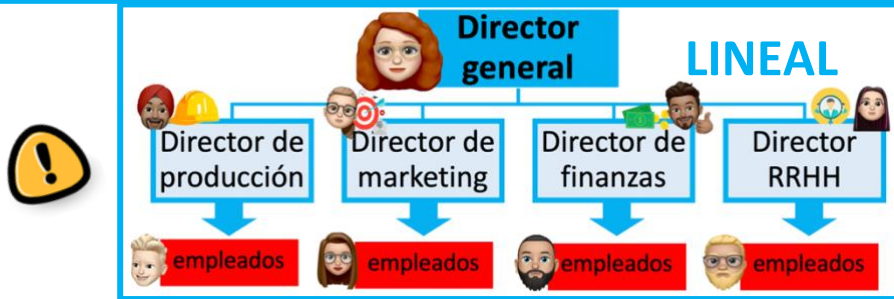 Director
general
LINEAL
Director de
producción
Director de
marketing
Director de
finanzas
Director
RRHH
empleados
empleados
empleados
empleados